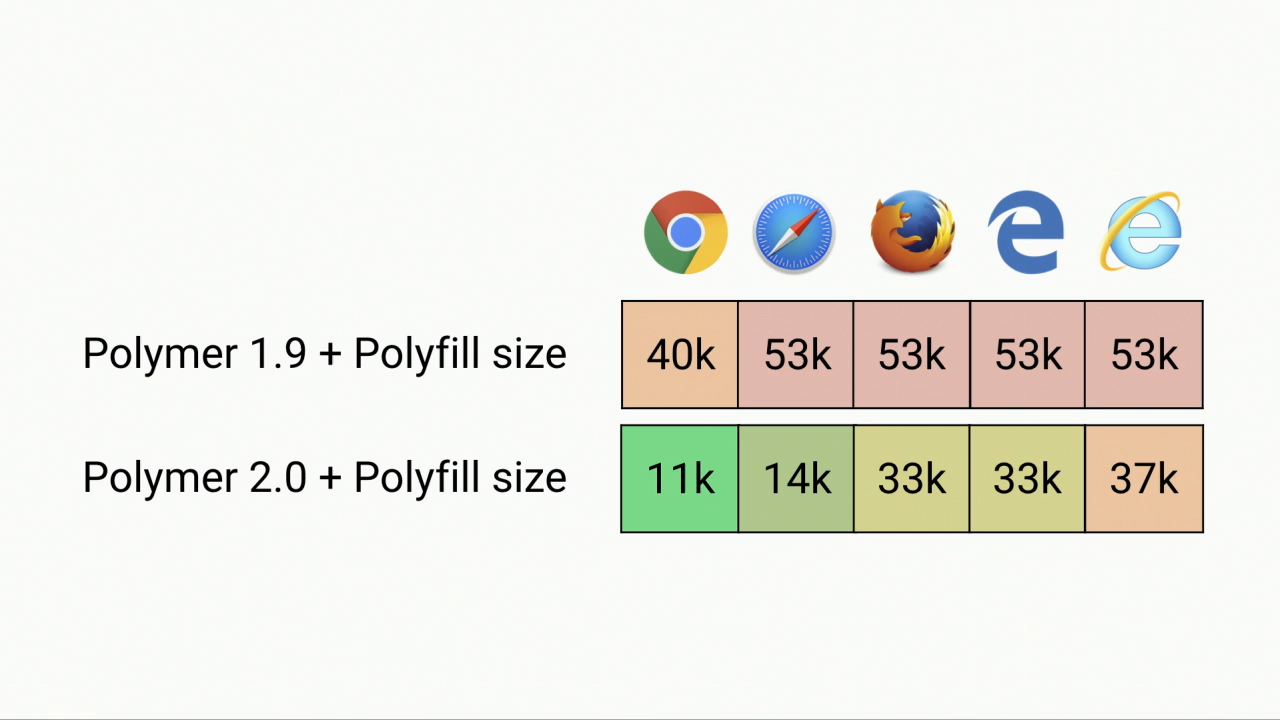 Polymer 1.9 + Polyfill size 40k 53k 53k 53k 53k
Polymer 2.0 + Polyfill size 11k 14k 33k 33k 37k